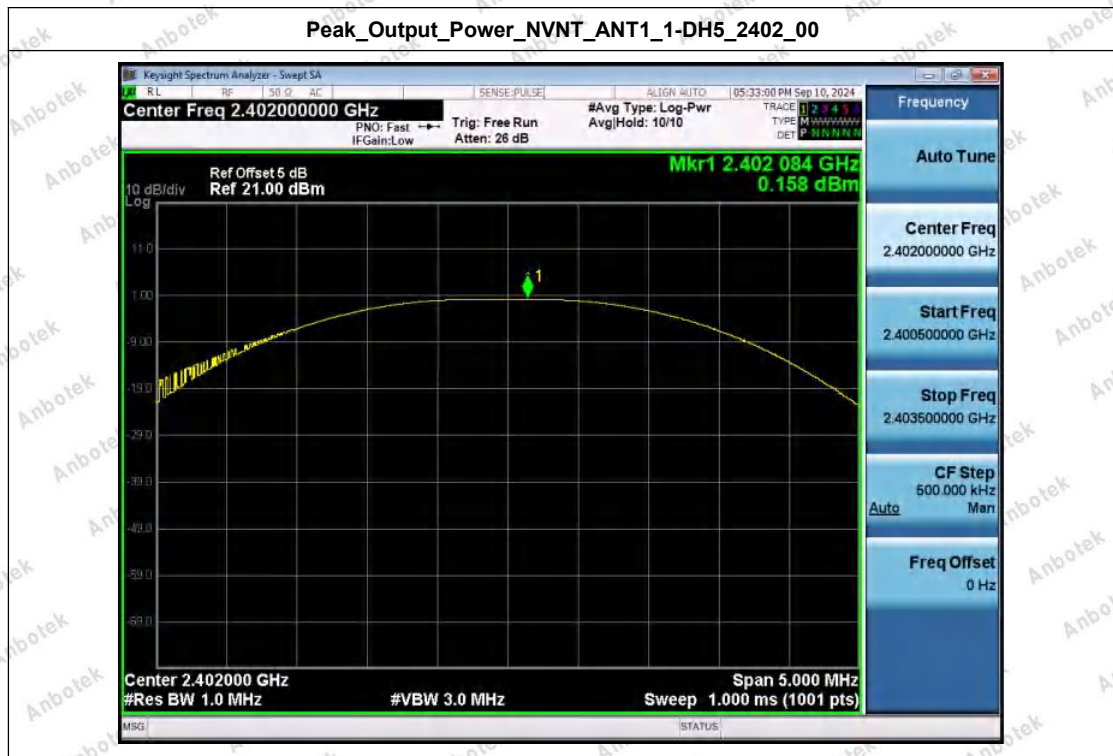 Peak_Output_Power_NVNT_ANT1_1-DH5_2402_00
Keysight Spectrum Analyzer - Swept SA
RL RF 50 Ω AC SENSE:PULSE ALIGN AUTO 05:33:00 PM Sep 10, 2024
Center Freq 2.402000000 GHz
PNO: Fast
IFGain:Low
Trig: Free Run
Atten: 26 dB
#Avg Type: Log-Pwr
Avg|Hold: 10/10
TRACE 1 2 3 4 5 6
TYPE M WWWWW
DET P N N N N N
Mkr1 2.402 084 GHz
0.158 dBm
Ref Offset 6 dB
10 dB/div Ref 21.00 dBm
Log
11.0
1.00
-9.00
-19.0
-29.0
-39.0
-49.0
-59.0
-69.0
1
Center 2.402000 GHz Span 5.000 MHz
#Res BW 1.0 MHz #VBW 3.0 MHz Sweep 1.000 ms (1001 pts)
MSG STATUS
Frequency
Auto Tune
Center Freq
2.402000000 GHz
Start Freq
2.400500000 GHz
Stop Freq
2.403500000 GHz
CF Step
500.000 kHz
Auto Man
Freq Offset
0 Hz
Anbotek